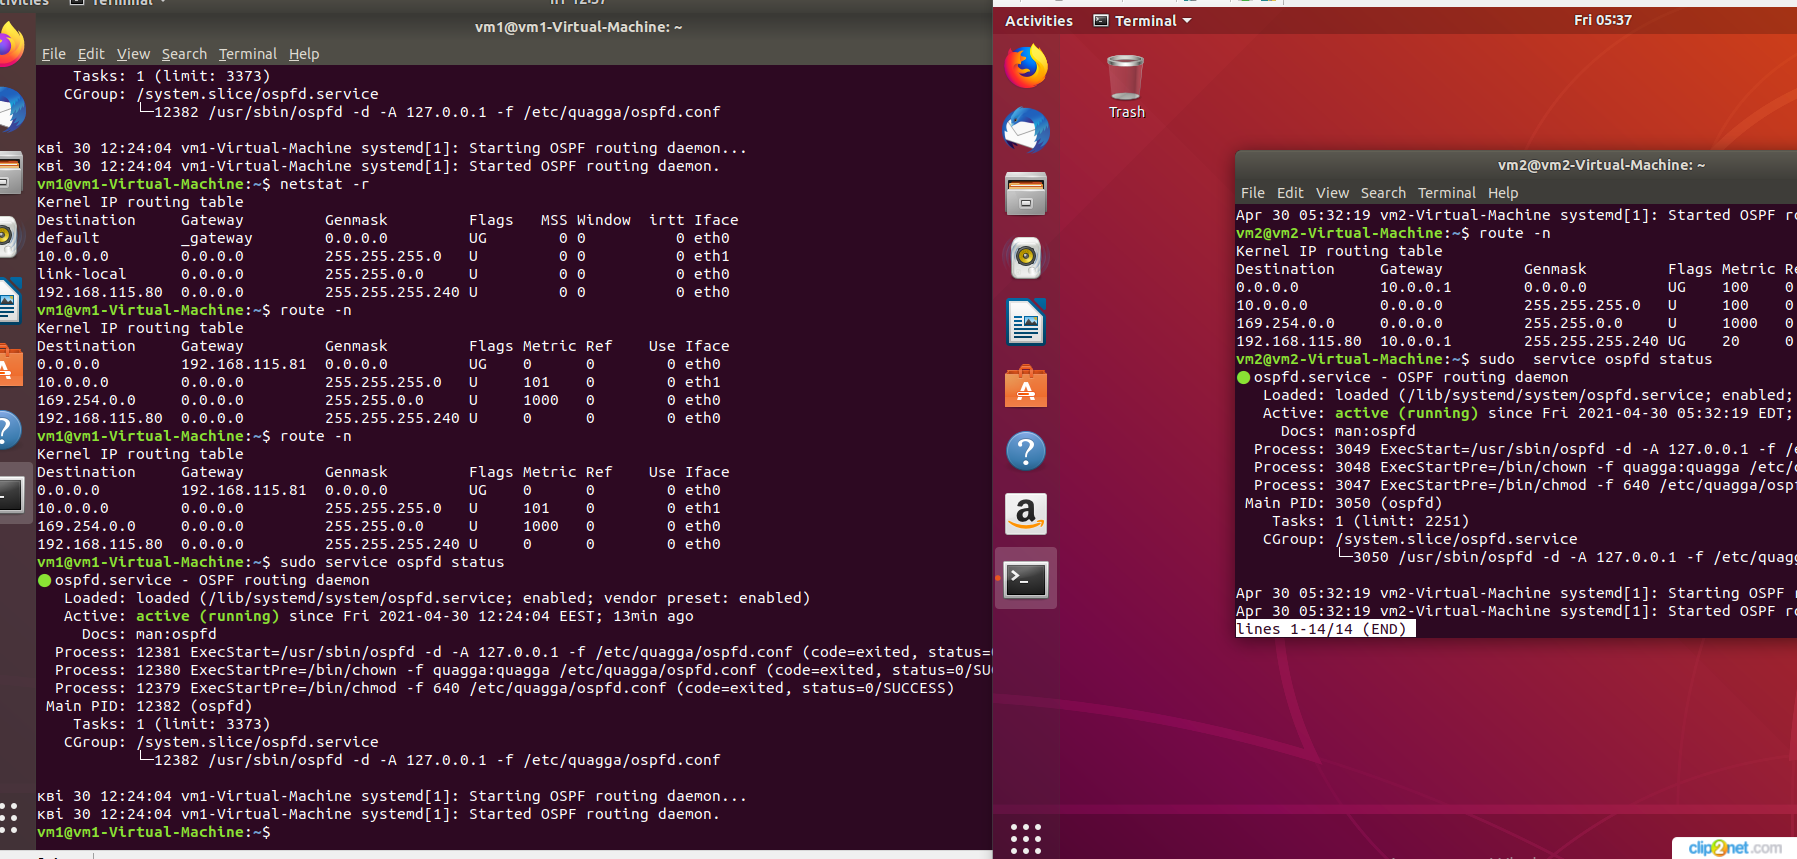 Terminal
vm1@vm1-Virtual-Machine: ~
File Edit View Search Terminal Help
Tasks: 1 (limit: 3373)
CGroup: /system.slice/ospfd.service
└─12382 /usr/sbin/ospfd -d -A 127.0.0.1 -f /etc/quagga/ospfd.conf
кві 30 12:24:04 vm1-Virtual-Machine systemd[1]: Starting OSPF routing daemon...
кві 30 12:24:04 vm1-Virtual-Machine systemd[1]: Started OSPF routing daemon.
vm1@vm1-Virtual-Machine:~$ netstat -r
Kernel IP routing table
Destination Gateway Genmask Flags MSS Window irtt Iface
default _gateway 0.0.0.0 UG 0 0 0 eth0
10.0.0.0 0.0.0.0 255.255.255.0 U 0 0 0 eth1
link-local 0.0.0.0 255.255.0.0 U 0 0 0 eth0
192.168.115.80 0.0.0.0 255.255.255.240 U 0 0 0 eth0
vm1@vm1-Virtual-Machine:~$ route -n
Kernel IP routing table
Destination Gateway Genmask Flags Metric Ref Use Iface
0.0.0.0 192.168.115.81 0.0.0.0 UG 0 0 0 eth0
10.0.0.0 0.0.0.0 255.255.255.0 U 101 0 0 eth1
169.254.0.0 0.0.0.0 255.255.0.0 U 1000 0 0 eth0
192.168.115.80 0.0.0.0 255.255.255.240 U 0 0 0 eth0
vm1@vm1-Virtual-Machine:~$ route -n
Kernel IP routing table
Destination Gateway Genmask Flags Metric Ref Use Iface
0.0.0.0 192.168.115.81 0.0.0.0 UG 0 0 0 eth0
10.0.0.0 0.0.0.0 255.255.255.0 U 101 0 0 eth1
169.254.0.0 0.0.0.0 255.255.0.0 U 1000 0 0 eth0
192.168.115.80 0.0.0.0 255.255.255.240 U 0 0 0 eth0
vm1@vm1-Virtual-Machine:~$ sudo service ospfd status
● ospfd.service - OSPF routing daemon
Loaded: loaded (/lib/systemd/system/ospfd.service; enabled; vendor preset: enabled)
Active: active (running) since Fri 2021-04-30 12:24:04 EEST; 13min ago
Docs: man:ospfd
Process: 12381 ExecStart=/usr/sbin/ospfd -d -A 127.0.0.1 -f /etc/quagga/ospfd.conf (code=exited, status=
Process: 12380 ExecStartPre=/bin/chown -f quagga:quagga /etc/quagga/ospfd.conf (code=exited, status=0/SUC
Process: 12379 ExecStartPre=/bin/chmod -f 640 /etc/quagga/ospfd.conf (code=exited, status=0/SUCCESS)
Main PID: 12382 (ospfd)
Tasks: 1 (limit: 3373)
CGroup: /system.slice/ospfd.service
└─12382 /usr/sbin/ospfd -d -A 127.0.0.1 -f /etc/quagga/ospfd.conf
кві 30 12:24:04 vm1-Virtual-Machine systemd[1]: Starting OSPF routing daemon...
кві 30 12:24:04 vm1-Virtual-Machine systemd[1]: Started OSPF routing daemon.
vm1@vm1-Virtual-Machine:~$
Activities Terminal Fri 05:37
Trash
vm2@vm2-Virtual-Machine: ~
File Edit View Search Terminal Help
Apr 30 05:32:19 vm2-Virtual-Machine systemd[1]: Started OSPF ro
vm2@vm2-Virtual-Machine:~$ route -n
Kernel IP routing table
Destination Gateway Genmask Flags Metric Re
0.0.0.0 10.0.0.1 0.0.0.0 UG 100 0
10.0.0.0 0.0.0.0 255.255.255.0 U 100 0
169.254.0.0 0.0.0.0 255.255.0.0 U 1000 0
192.168.115.80 10.0.0.1 255.255.255.240 UG 20 0
vm2@vm2-Virtual-Machine:~$ sudo  service ospfd status
● ospfd.service - OSPF routing daemon
Loaded: loaded (/lib/systemd/system/ospfd.service; enabled;
Active: active (running) since Fri 2021-04-30 05:32:19 EDT;
Docs: man:ospfd
Process: 3049 ExecStart=/usr/sbin/ospfd -d -A 127.0.0.1 -f /e
Process: 3048 ExecStartPre=/bin/chown -f quagga:quagga /etc/q
Process: 3047 ExecStartPre=/bin/chmod -f 640 /etc/quagga/ospf
Main PID: 3050 (ospfd)
Tasks: 1 (limit: 2251)
CGroup: /system.slice/ospfd.service
└─3050 /usr/sbin/ospfd -d -A 127.0.0.1 -f /etc/quagg
Apr 30 05:32:19 vm2-Virtual-Machine systemd[1]: Starting OSPF r
Apr 30 05:32:19 vm2-Virtual-Machine systemd[1]: Started OSPF ro
lines 1-14/14 (END)
clip2net.com